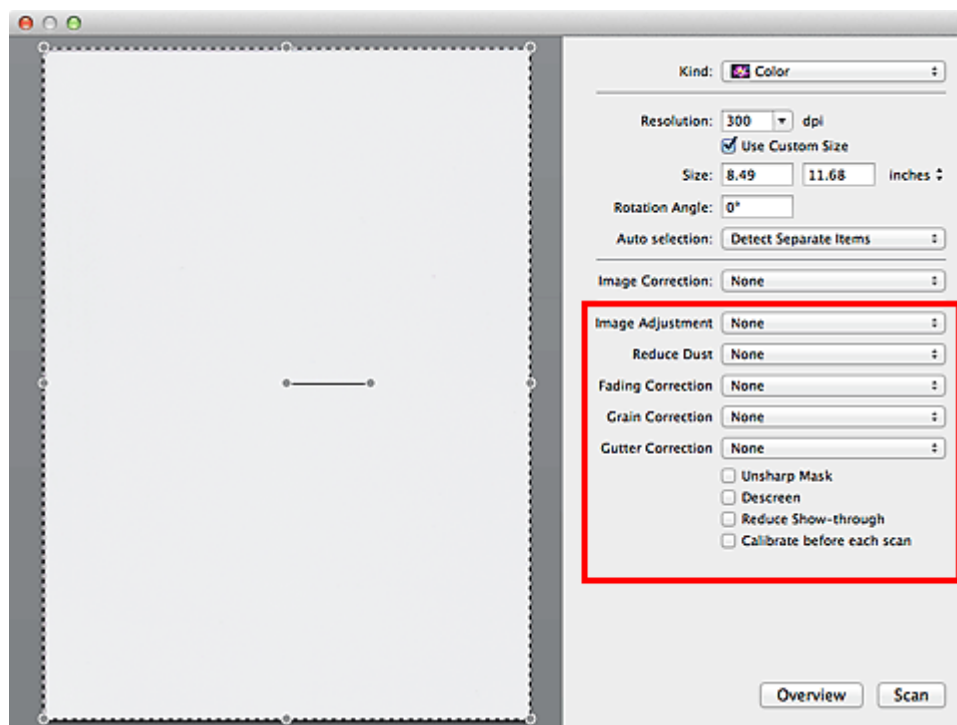 Kind: Color
Resolution: 300 dpi
Use Custom Size
Size: 8.49 11.68 inches
Rotation Angle: 0°
Auto selection: Detect Separate Items
Image Correction: None
Image Adjustment None
Reduce Dust None
Fading Correction None
Grain Correction None
Gutter Correction None
Unsharp Mask
Descreen
Reduce Show-through
Calibrate before each scan
Overview Scan